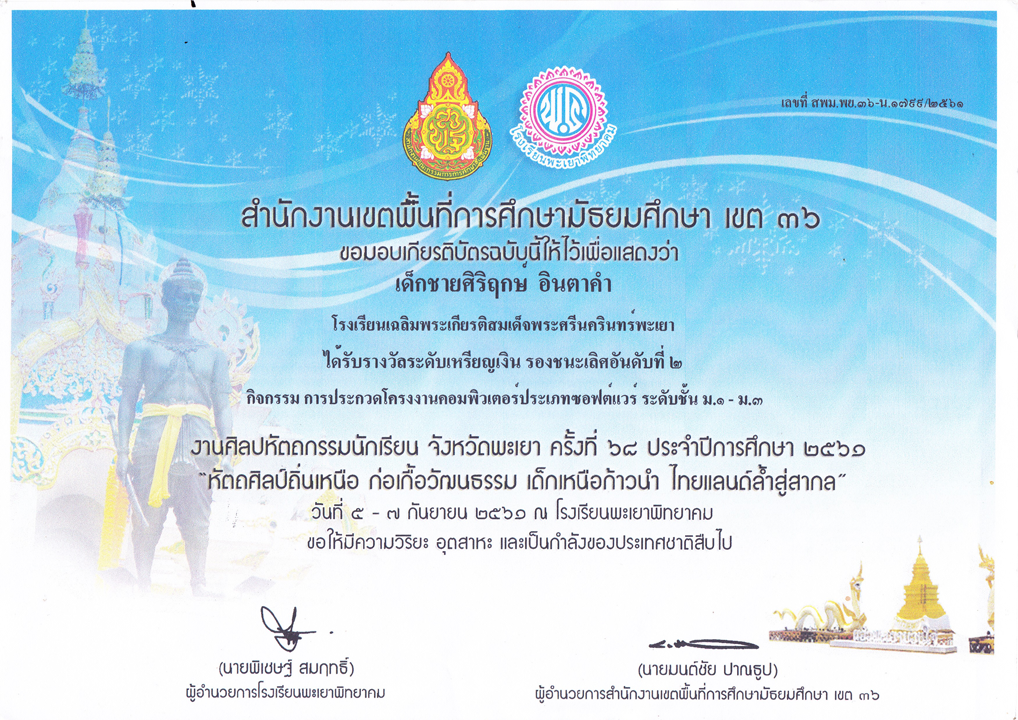 เลขที่ สพม.พย.๓๖-น.๑๗๙๙/๒๕๖๑
โรงเรียนพะเยาพิทยาคม
สำนักงานเขตพื้นที่การศึกษามัธยมศึกษา เขต ๓๖
ขอมอบเกียรติบัตรฉบับนี้ให้ไว้เพื่อแสดงว่า
เด็กชายศิริฤกษ์ อินตาคำ
โรงเรียนเฉลิมพระเกียรติสมเด็จพระศรีนครินทร์พะเยา
ได้รับรางวัลระดับเหรียญเงิน รองชนะเลิศอันดับที่ ๒
กิจกรรม การประกวดโครงงานคอมพิวเตอร์ประเภทซอฟต์แวร์ ระดับชั้น ม.๑ - ม.๓
งานศิลปหัตถกรรมนักเรียน จังหวัดพะเยา ครั้งที่ ๖๘ ประจำปีการศึกษา ๒๕๖๑
"หัตถศิลป์ถิ่นเหนือ ก่อเกื้อวัฒนธรรม เด็กเหนือก้าวนำ ไทยแลนด์ล้ำสู่สากล"
วันที่ ๕ - ๗ กันยายน ๒๕๖๑ ณ โรงเรียนพะเยาพิทยาคม
ขอให้มีความวิริยะ อุตสาหะ และเป็นกำลังของประเทศชาติสืบไป
(นายพิเชษฐ์ สมฤทธิ์)
ผู้อำนวยการโรงเรียนพะเยาพิทยาคม
(นายมนต์ชัย ปาณธูป)
ผู้อำนวยการสำนักงานเขตพื้นที่การศึกษามัธยมศึกษา เขต ๓๖